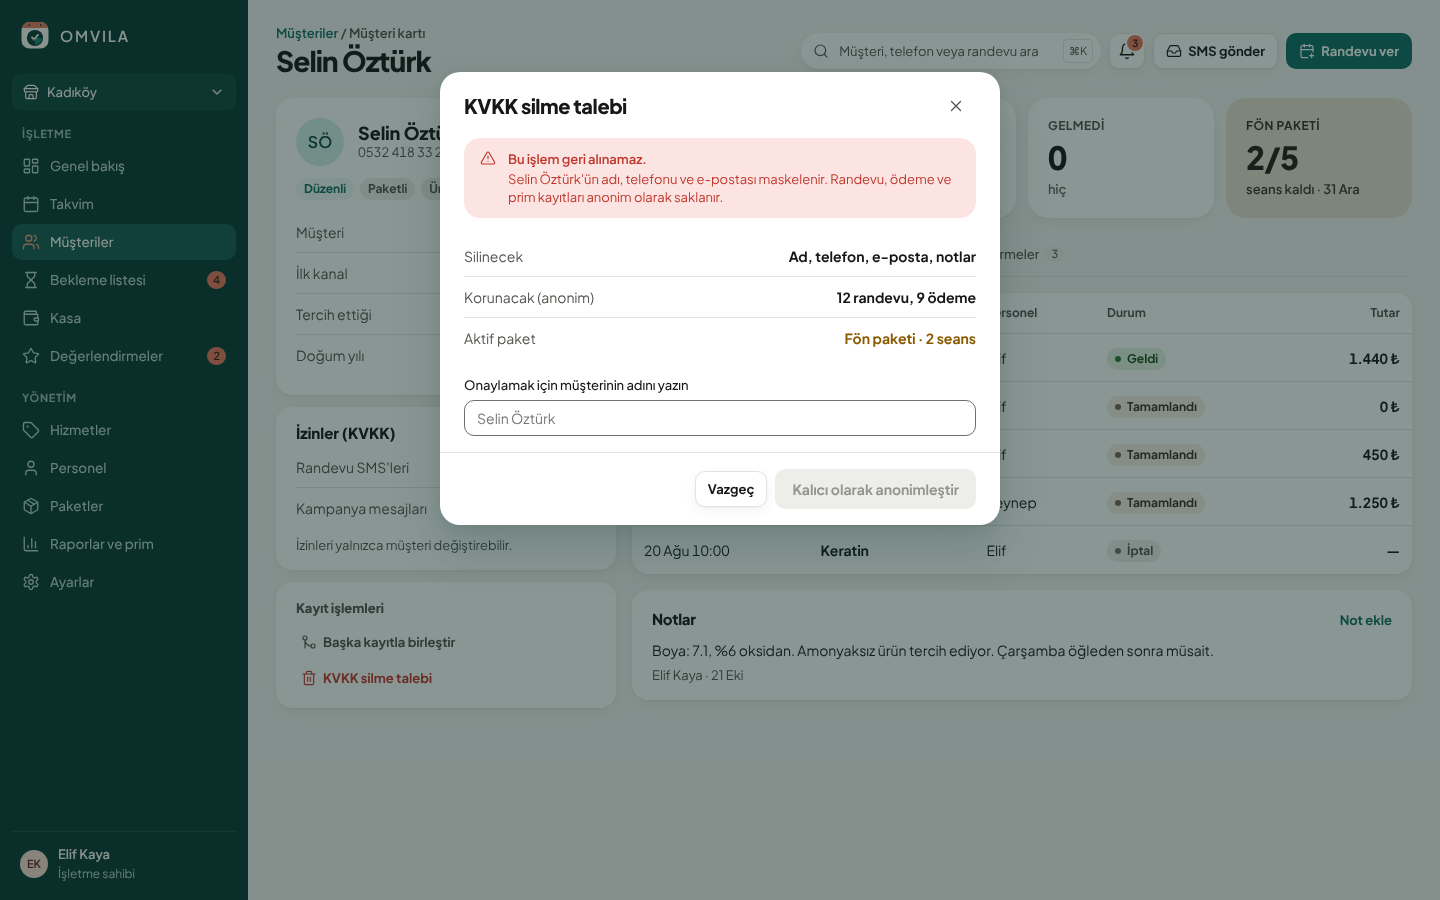 OMVILA
Kadıköy
İŞLETME
Genel bakış
Takvim
Müşteriler
Bekleme listesi 4
Kasa
Değerlendirmeler 2
YÖNETİM
Hizmetler
Personel
Paketler
Raporlar ve prim
Ayarlar
EK Elif Kaya
İşletme sahibi
Müşteriler / Müşteri kartı
Selin Öztürk
Müşteri, telefon veya randevu ara ⌘K
3
SMS gönder
Randevu ver
SÖ
0532 418 33
Düzenli Paketli
Müşteri
İlk kanal
Tercih ettiği
Doğum yılı
İzinler (KVKK)
Randevu SMS'leri
Kampanya mesajları
İzinleri yalnızca müşteri değiştirebilir.
Kayıt işlemleri
Başka kayıtla birleştir
KVKK silme talebi
GELMEDİ
0
hiç
FÖN PAKETİ
2/5
seans kaldı · 31 Ara
3
Durum Tutar
Geldi 1.440 ₺
Tamamlandı 0 ₺
Tamamlandı 450 ₺
Tamamlandı 1.250 ₺
20 Ağu 10:00 Keratin Elif İptal —
Notlar Not ekle
Boya: 7.1, %6 oksidan. Amonyaksız ürün tercih ediyor. Çarşamba öğleden sonra müsait.
Elif Kaya · 21 Eki
KVKK silme talebi
Bu işlem geri alınamaz.
Selin Öztürk'ün adı, telefonu ve e-postası maskelenir. Randevu, ödeme ve
prim kayıtları anonim olarak saklanır.
Silinecek Ad, telefon, e-posta, notlar
Korunacak (anonim) 12 randevu, 9 ödeme
Aktif paket Fön paketi · 2 seans
Onaylamak için müşterinin adını yazın
Selin Öztürk
Vazgeç
Kalıcı olarak anonimleştir